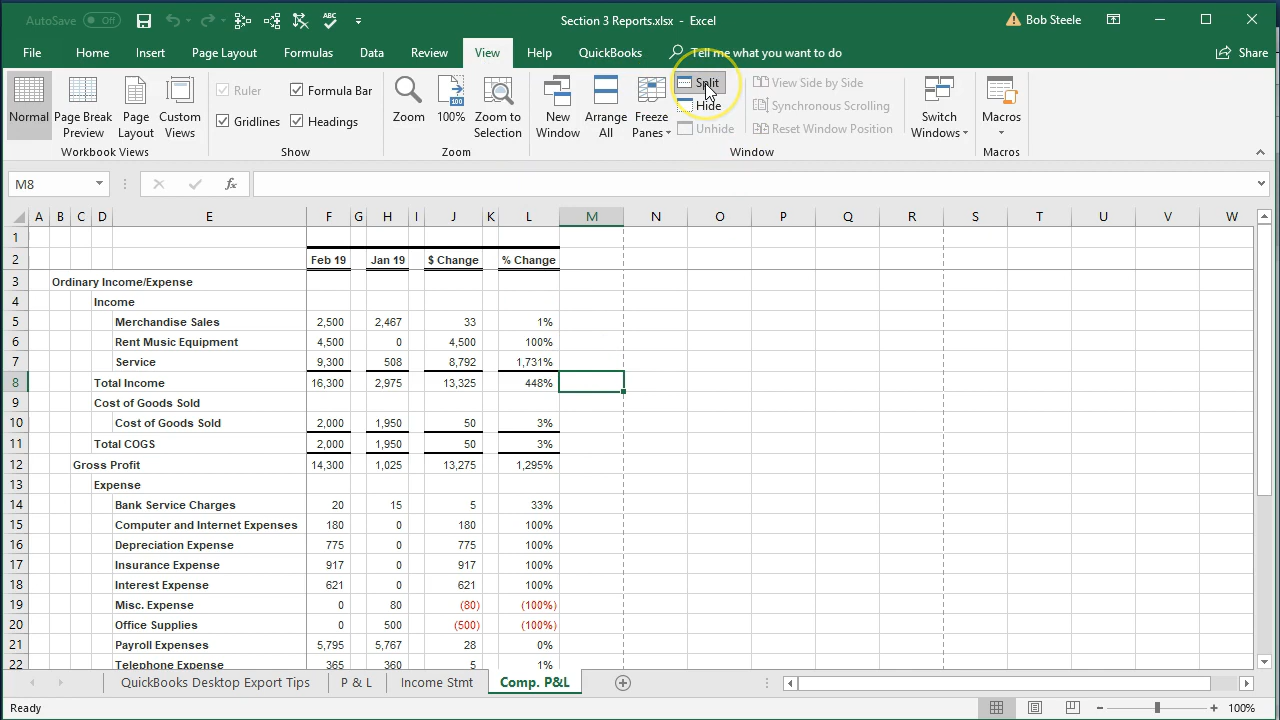 AutoSave Off ABC Section 3 Reports.xlsx - Excel Bob Steele
File Home Insert Page Layout Formulas Data Review View Help QuickBooks Tell me what you want to do Share
Normal Page Break Preview Page Layout Custom Views
Ruler Formula Bar
Gridlines Headings
Zoom 100% Zoom to Selection
100
New Window Arrange All Freeze Panes
Split
Hide
Unhide
View Side by Side
Synchronous Scrolling
Reset Window Position
Switch Windows Macros
Workbook Views Show Zoom Window Macros
M8 fx
A B C D E F G H I J K L M N O P Q R S T U V W
1
2 Feb 19 Jan 19 $ Change % Change
3 Ordinary Income/Expense
4 Income
5 Merchandise Sales 2,500 2,467 33 1%
6 Rent Music Equipment 4,500 0 4,500 100%
7 Service 9,300 508 8,792 1,731%
8 Total Income 16,300 2,975 13,325 448%
9 Cost of Goods Sold
10 Cost of Goods Sold 2,000 1,950 50 3%
11 Total COGS 2,000 1,950 50 3%
12 Gross Profit 14,300 1,025 13,275 1,295%
13 Expense
14 Bank Service Charges 20 15 5 33%
15 Computer and Internet Expenses 180 0 180 100%
16 Depreciation Expense 775 0 775 100%
17 Insurance Expense 917 0 917 100%
18 Interest Expense 621 0 621 100%
19 Misc. Expense 0 80 (80) (100%)
20 Office Supplies 0 500 (500) (100%)
21 Payroll Expenses 5,795 5,767 28 0%
22 Telephone Expense 365 360 5 1%
QuickBooks Desktop Export Tips P & L Income Stmt Comp. P&L
Ready 100%